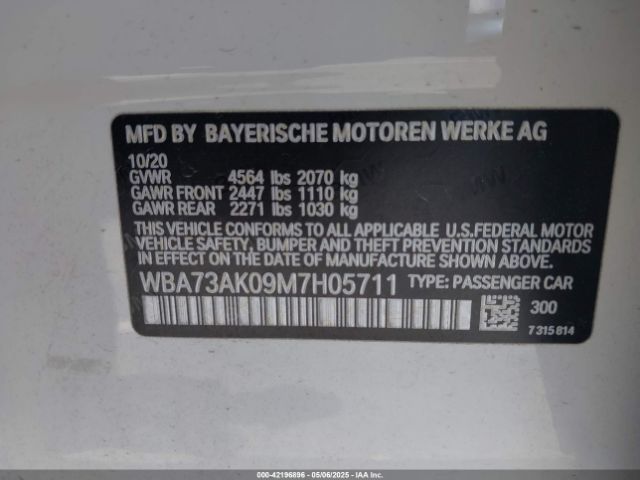 MFD BY BAYERISCHE MOTOREN WERKE AG
10/20
GVWR 4564 lbs 2070 kg
GAWR FRONT 2447 lbs 1110 kg
GAWR REAR 2271 lbs 1030 kg
THIS VEHICLE CONFORMS TO ALL APPLICABLE U.S.FEDERAL MOTOR
VEHICLE SAFETY, BUMPER AND THEFT PREVENTION STANDARDS
IN EFFECT ON THE DATE OF MANUFACTURE SHOWN ABOVE.
WBA73AK09M7H05711 TYPE: PASSENGER CAR
300
7 315 814
000-42196896 - 05/06/2025 - IAA Inc.